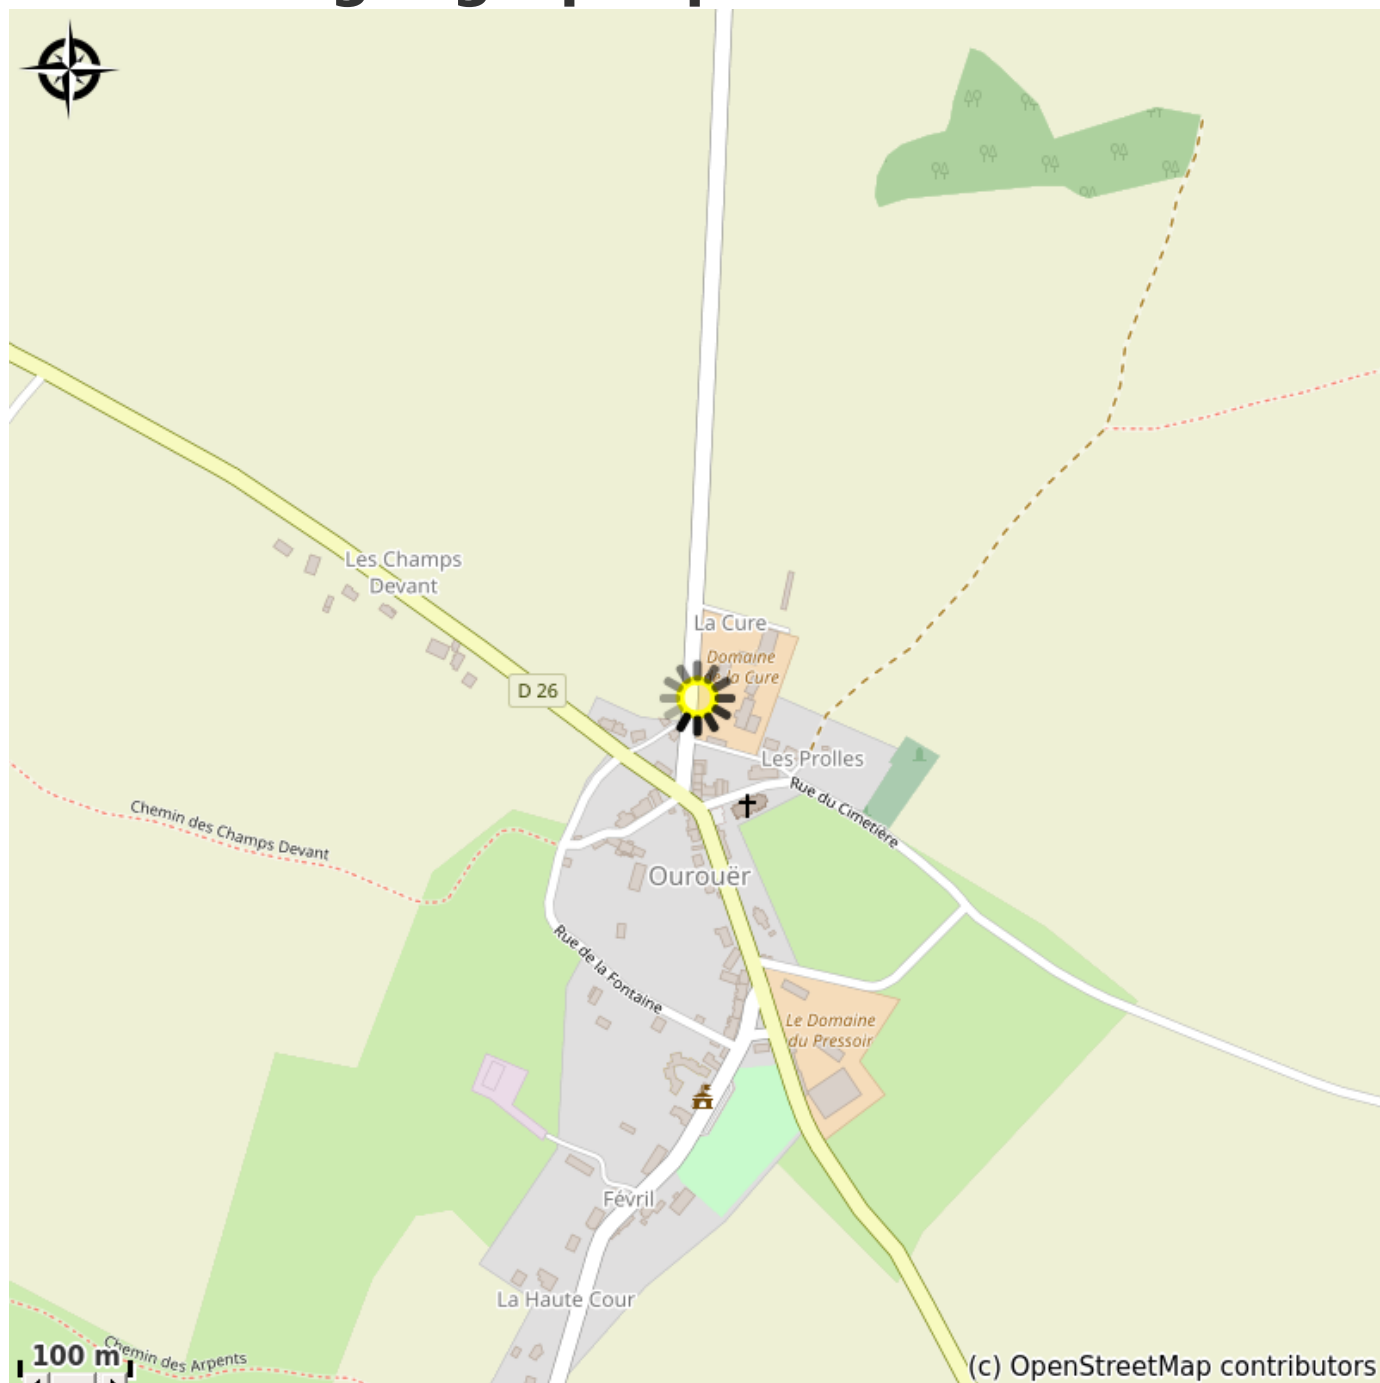 Les Champs
Devant
La Cure
Domaine
de la Cure
D 26
Les Prolles
Rue du Cimetière
Chemin des Champs Devant
Ourouër
Rue de la Fontaine
Le Domaine
du Pressoir
Févril
La Haute Cour
Chemin des Arpents
100 m
(c) OpenStreetMap contributors